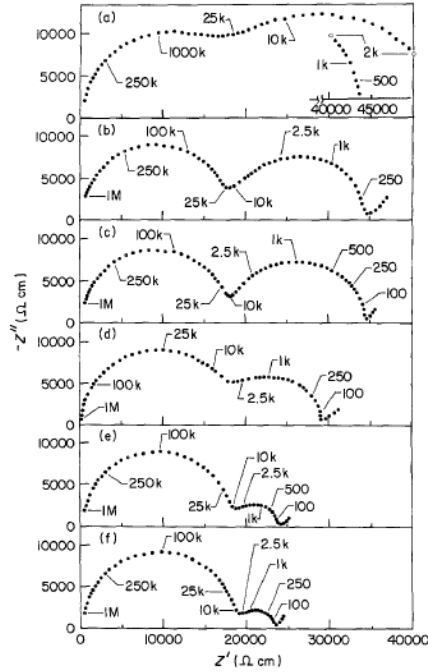 (a)
10000
5000
0
250k
1000k
25k
10k
2k
1k
500
40000 45000
(b)
10000
5000
0
1M
250k
100k
25k
10k
2.5k
1k
250
(c)
10000
5000
0
1M
250k
100k
25k
10k
2.5k
1k
500
250
100
-Z" (Ω cm)
(d)
10000
5000
0
1M
100k
25k
10k
2.5k
1k
250
100
(e)
10000
5000
0
1M
250k
100k
25k
10k
2.5k
1k
500
100
(f)
10000
5000
0
1M
250k
100k
25k
10k
2.5k
1k
250
100
0 10000 20000 30000 40000
Z' (Ω cm)